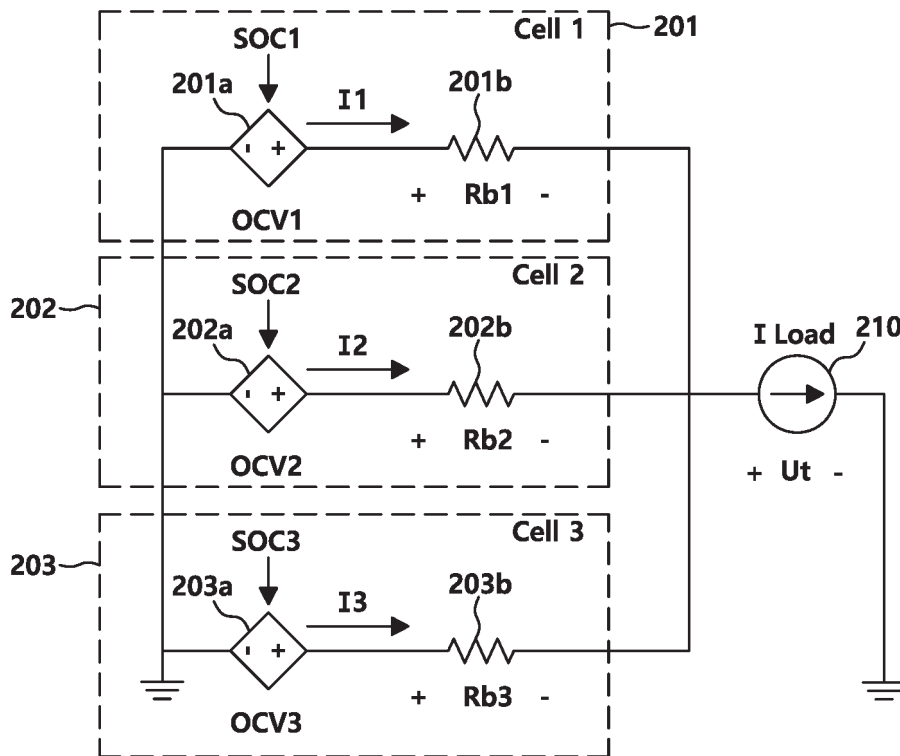 Cell 1
201
SOC1
201a
I1
201b
- +
+ Rb1 -
OCV1
Cell 2
202
SOC2
202a
I2
202b
- +
+ Rb2 -
OCV2
I Load
210
+ Ut -
Cell 3
203
SOC3
203a
I3
203b
- +
+ Rb3 -
OCV3